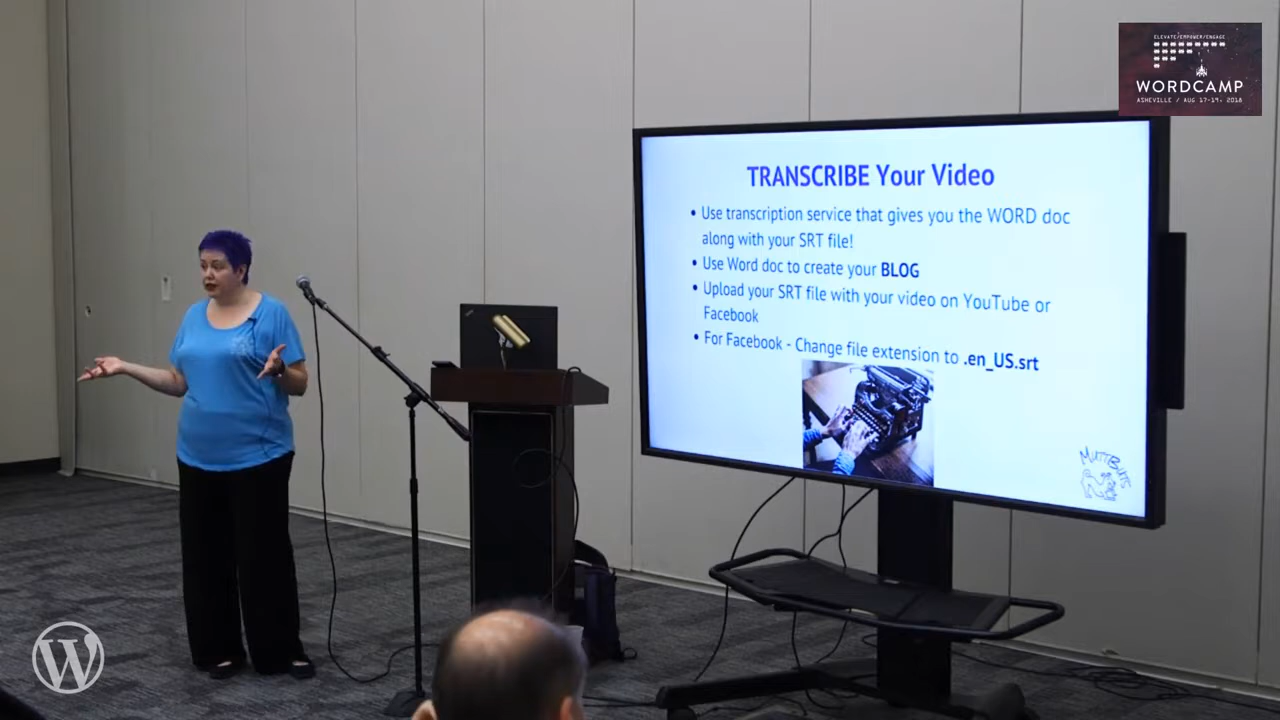 ELEVATE/EMPOWER/ENGAGE
WORDCAMP
ASHEVILLE / AUG 17-19, 2018
TRANSCRIBE Your Video
• Use transcription service that gives you the WORD doc
along with your SRT file!
• Use Word doc to create your BLOG
• Upload your SRT file with your video on YouTube or
Facebook
• For Facebook - Change file extension to .en_US.srt
MuttButts
W